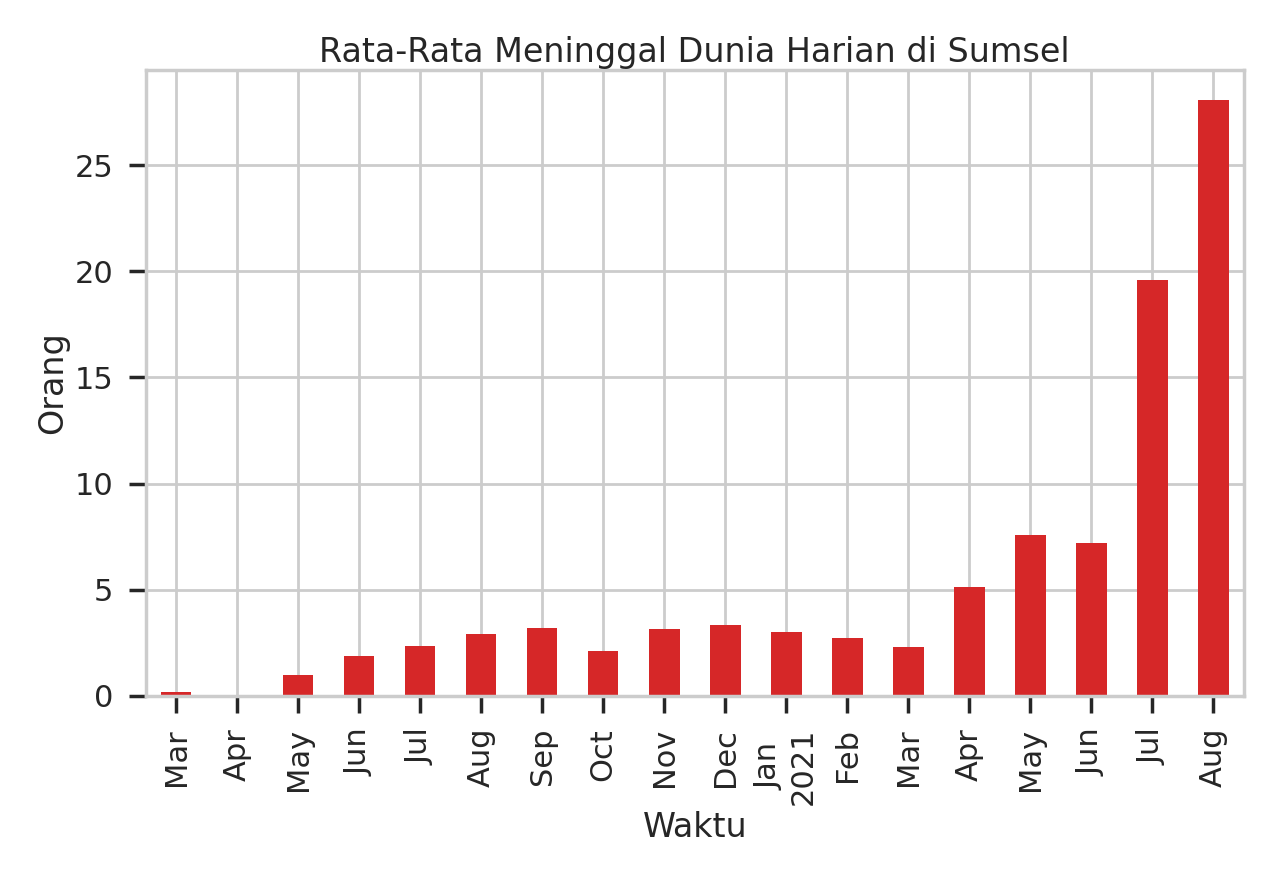 Rata-Rata Meninggal Dunia Harian di Sumsel
25
20
15
10
5
0
Orang
Mar
Apr
May
Jun
Jul
Aug
Sep
Oct
Nov
Dec
Jan
2021
Feb
Mar
Apr
May
Jun
Jul
Aug
Waktu